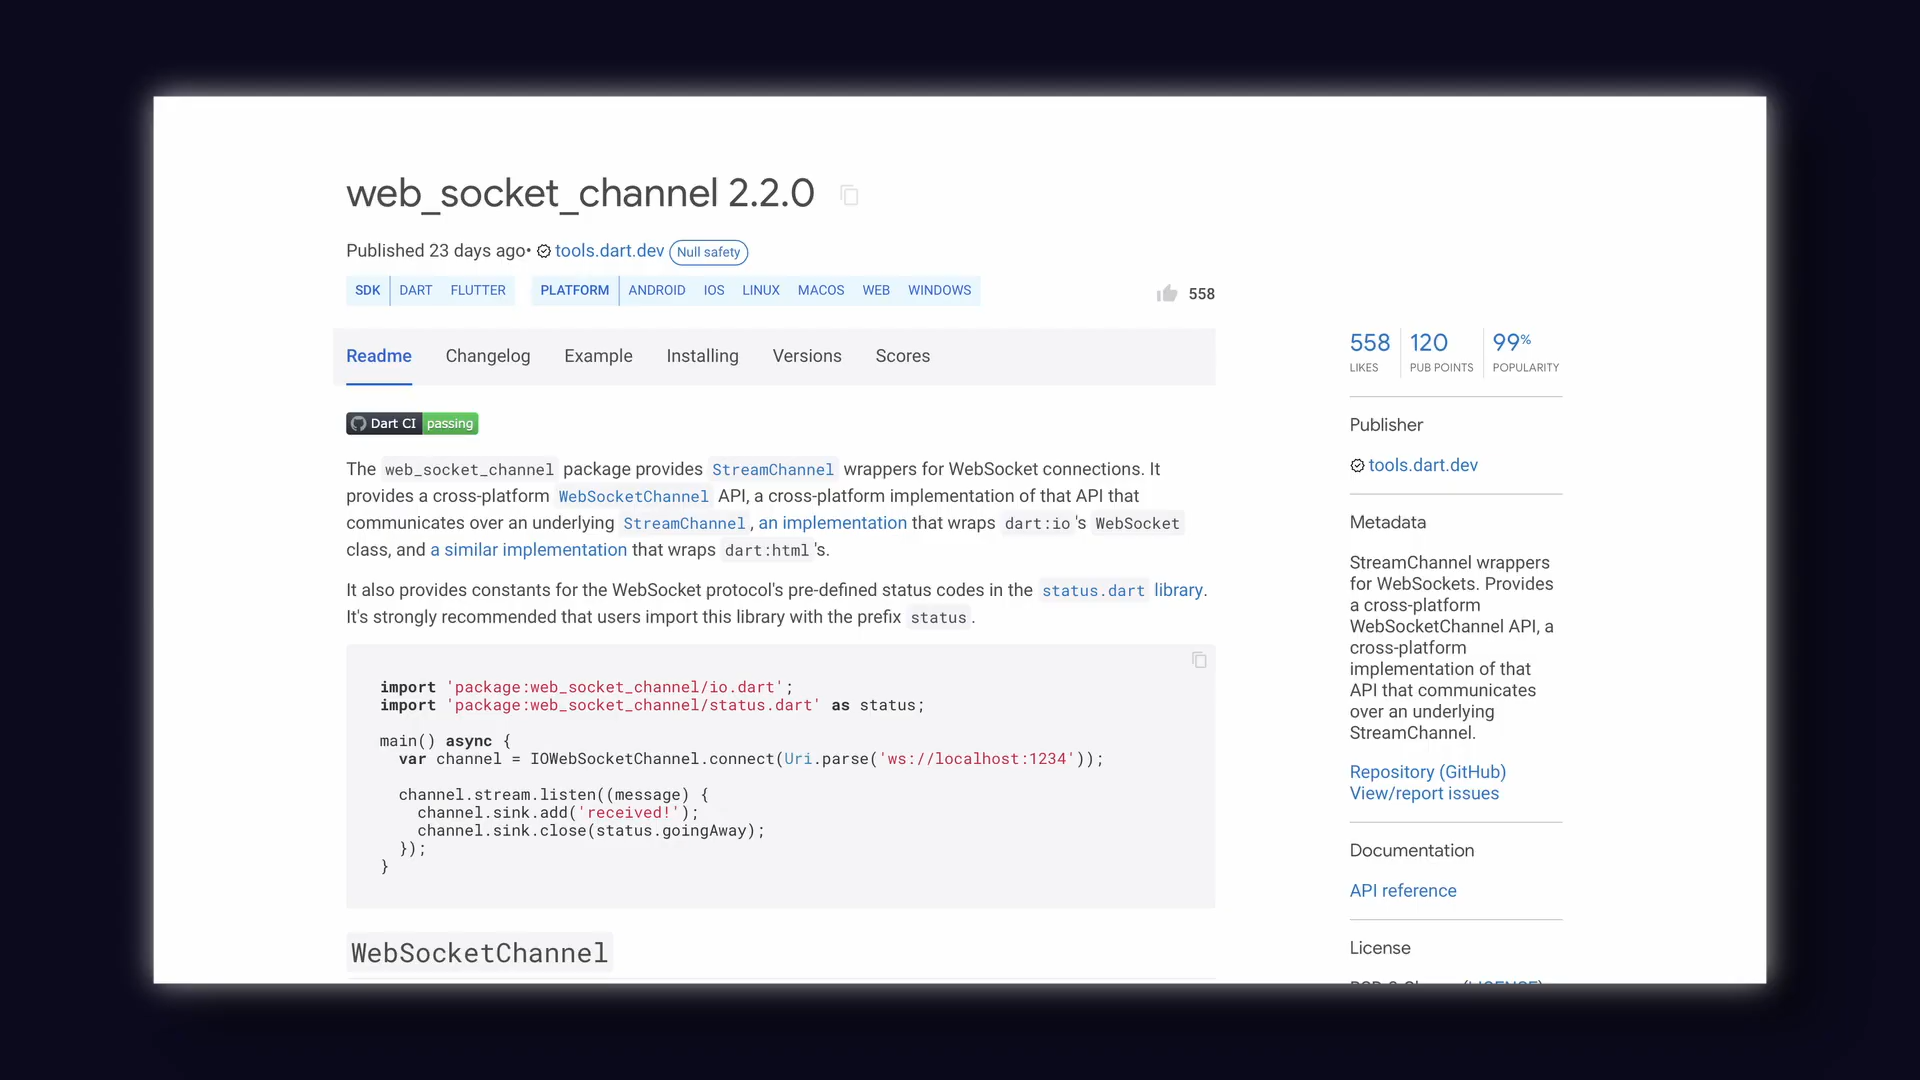 web_socket_channel 2.2.0
Published 23 days ago• tools.dart.dev Null safety
SDK DART FLUTTER PLATFORM ANDROID IOS LINUX MACOS WEB WINDOWS
558
Readme Changelog Example Installing Versions Scores
Dart CI passing
The web_socket_channel package provides StreamChannel wrappers for WebSocket connections. It
provides a cross-platform WebSocketChannel API, a cross-platform implementation of that API that
communicates over an underlying StreamChannel, an implementation that wraps dart:io's WebSocket
class, and a similar implementation that wraps dart:html's.
It also provides constants for the WebSocket protocol's pre-defined status codes in the status.dart library.
It's strongly recommended that users import this library with the prefix status.
import 'package:web_socket_channel/io.dart';
import 'package:web_socket_channel/status.dart' as status;
main() async {
var channel = IOWebSocketChannel.connect(Uri.parse('ws://localhost:1234'));
channel.stream.listen((message) {
channel.sink.add('received!');
channel.sink.close(status.goingAway);
});
}
WebSocketChannel
558 120 99%
LIKES PUB POINTS POPULARITY
Publisher
tools.dart.dev
Metadata
StreamChannel wrappers
for WebSockets. Provides
a cross-platform
WebSocketChannel API, a
cross-platform
implementation of that
API that communicates
over an underlying
StreamChannel.
Repository (GitHub)
View/report issues
Documentation
API reference
License